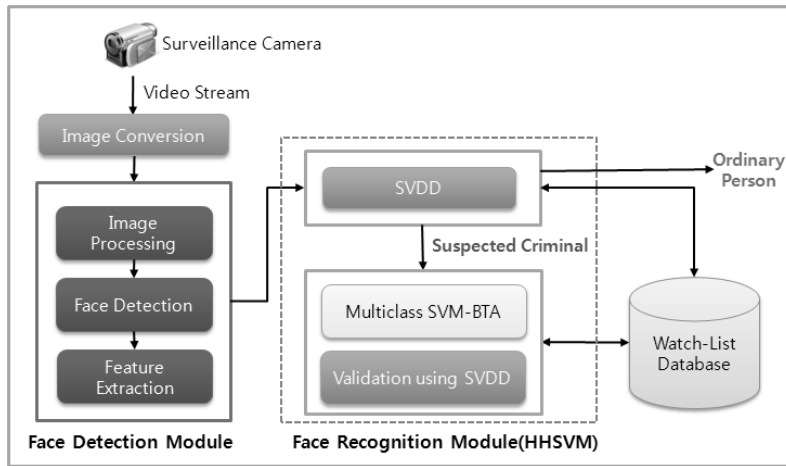 Surveillance Camera
Video Stream
Image Conversion
Image
Processing
Face Detection
Feature
Extraction
Face Detection Module
SVDD
Ordinary
Person
Suspected Criminal
Multiclass SVM-BTA
Validation using SVDD
Face Recognition Module(HHSVM)
Watch-List
Database